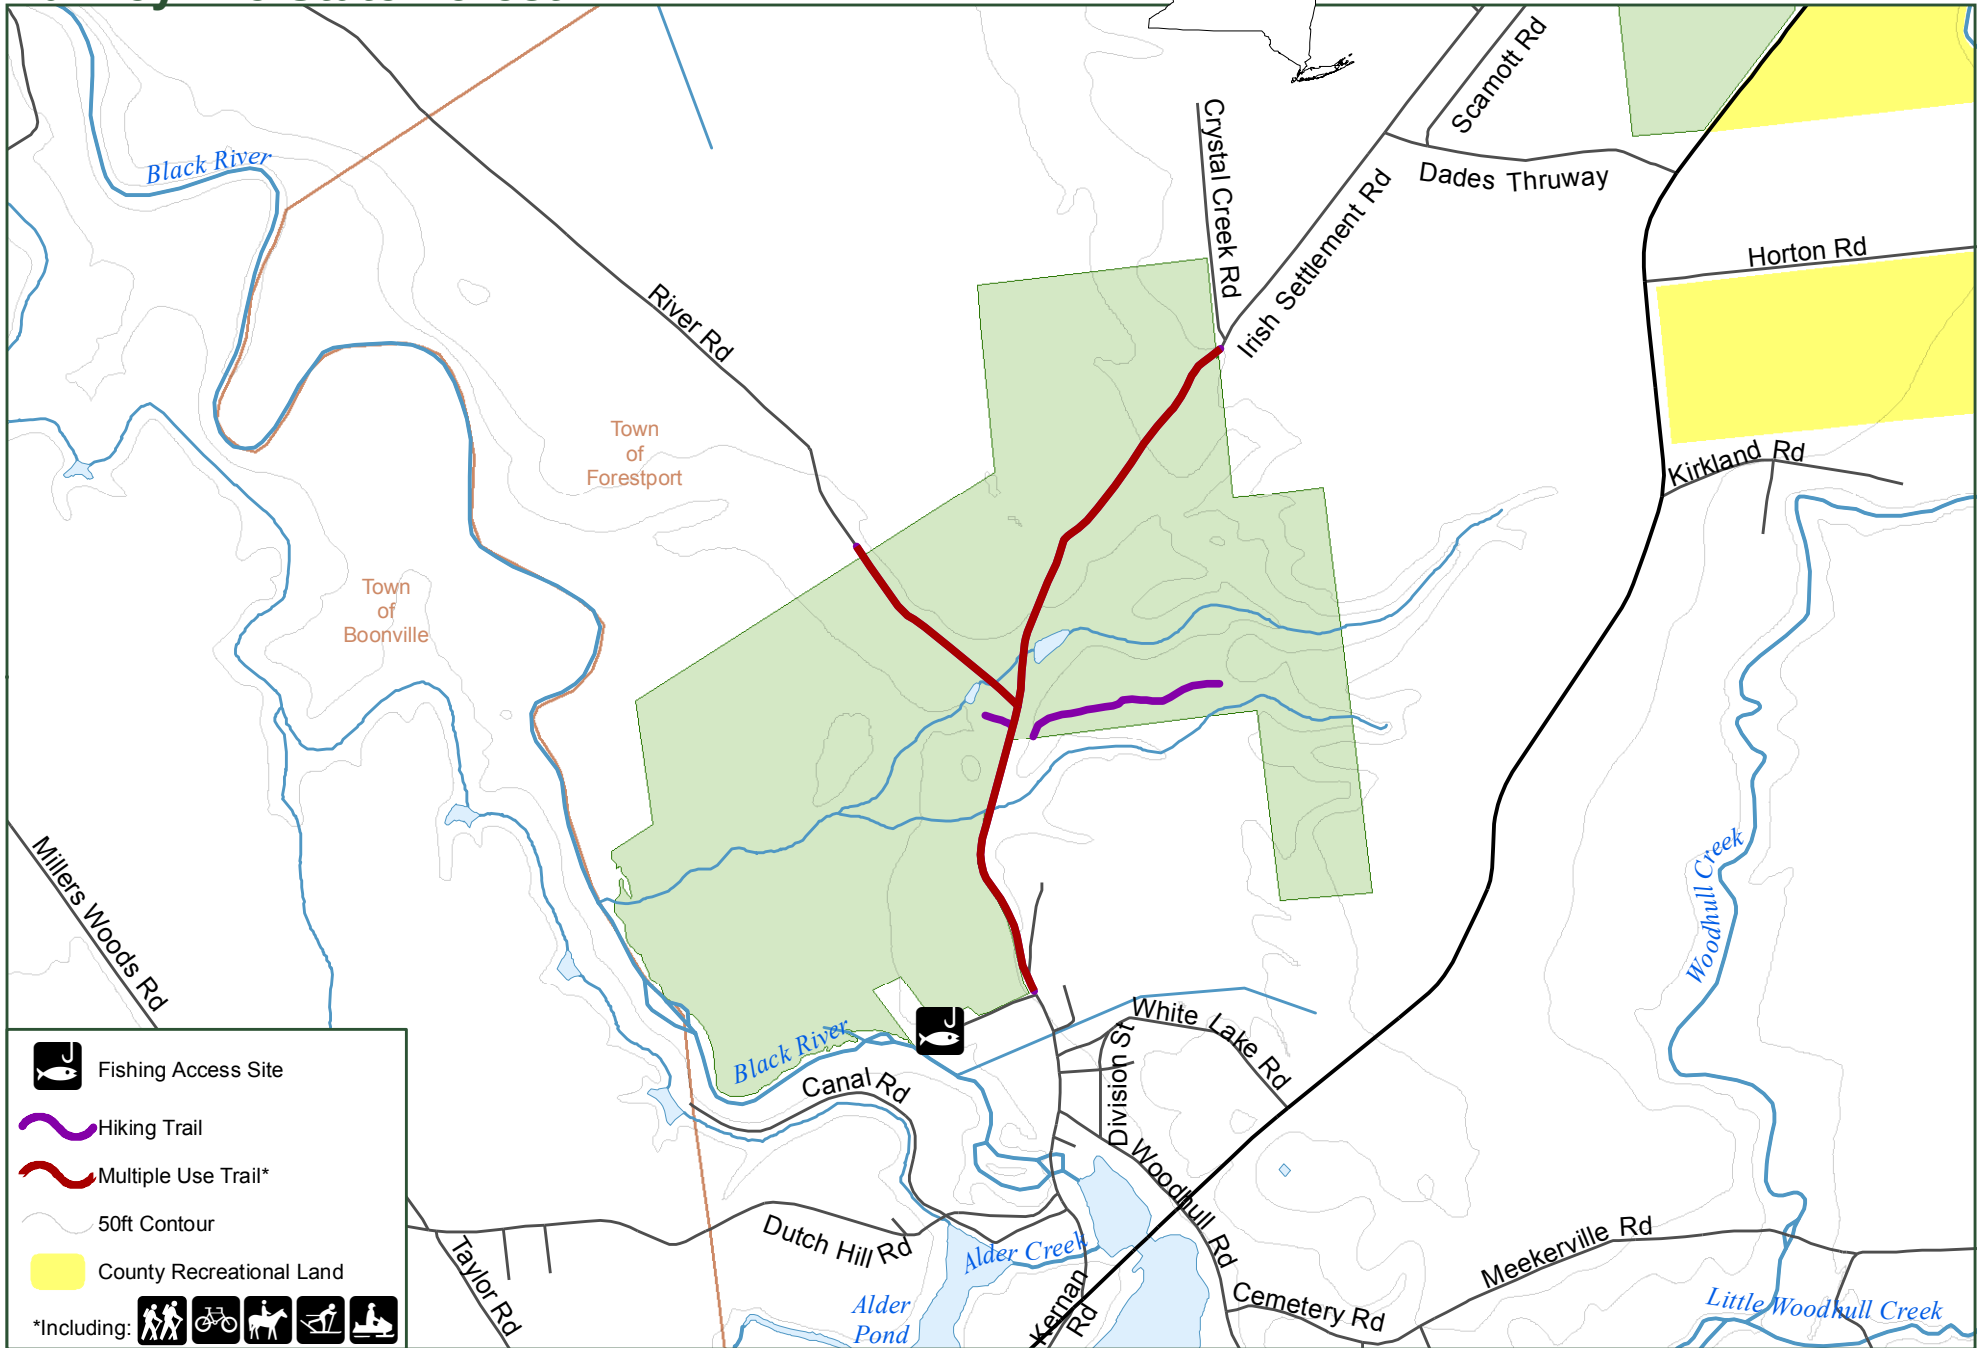 Black River
Crystal Creek Rd
Scamott Rd
Dades Thruway
Irish Settlement Rd
Horton Rd
River Rd
Town
of
Forestport
Kirkland Rd
Town
of
Boonville
Millers Woods Rd
Woodhull Creek
White Lake Rd
Division St
Black River
Canal Rd
Woodhull Rd
Dutch Hill Rd
Alder Creek
Taylor Rd
Alder
Pond
Kernan
Rd
Cemetery Rd
Meekerville Rd
Little Woodhull Creek
Fishing Access Site
Hiking Trail
Multiple Use Trail*
50ft Contour
County Recreational Land
*Including: